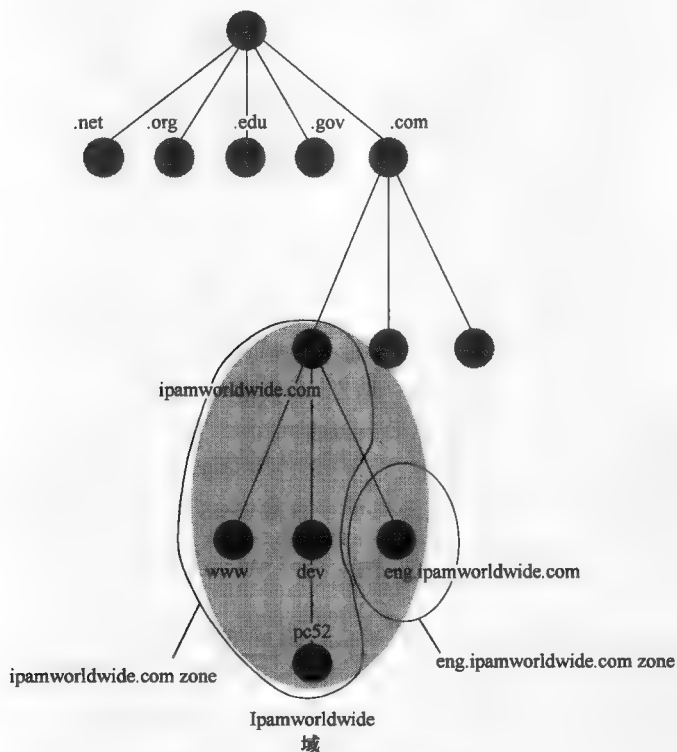 .net .org .edu .gov .com
ipamworldwide.com
www dev eng.ipamworldwide.com
pc52
ipamworldwide.com zone eng.ipamworldwide.com zone
Ipamworldwide
域